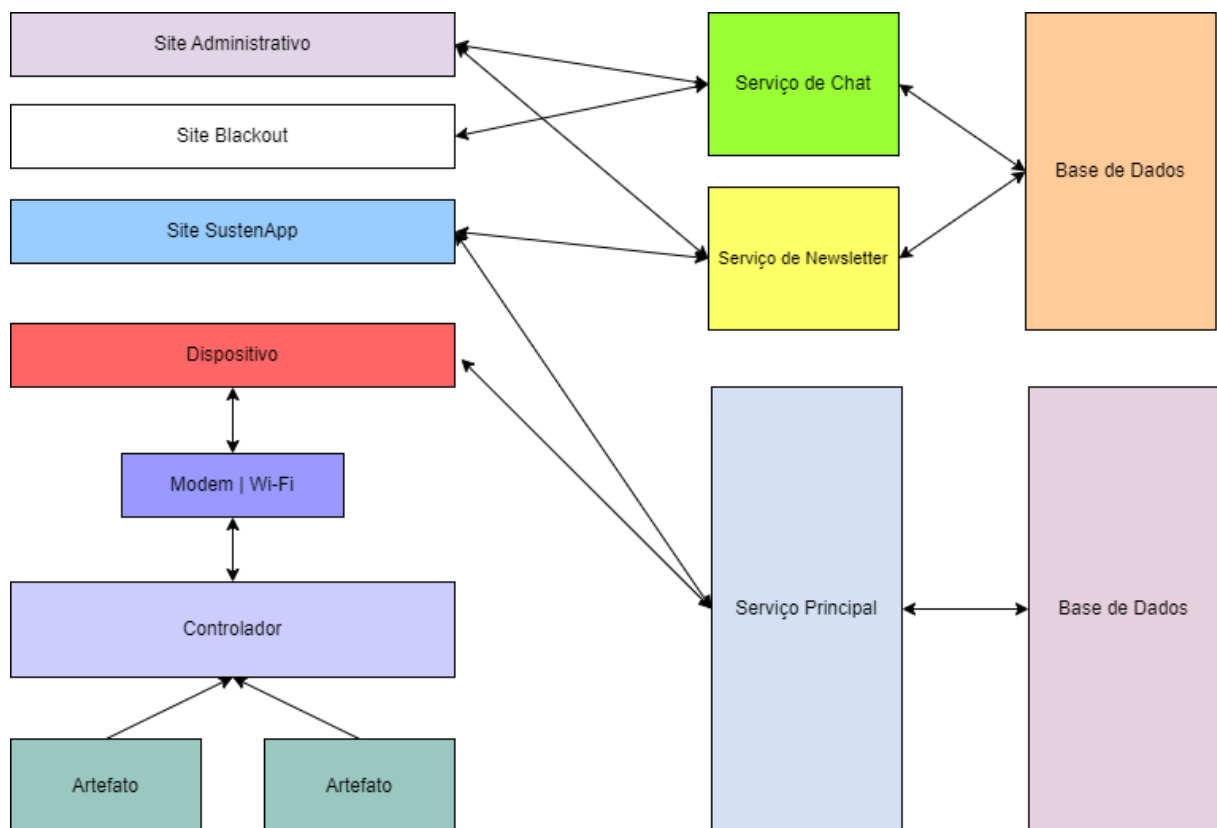 Site Administrativo
Serviço de Chat
Site Blackout
Base de Dados
Site SustenApp
Serviço de Newsletter
Dispositivo
Modem | Wi-Fi
Serviço Principal
Base de Dados
Controlador
Artefato
Artefato